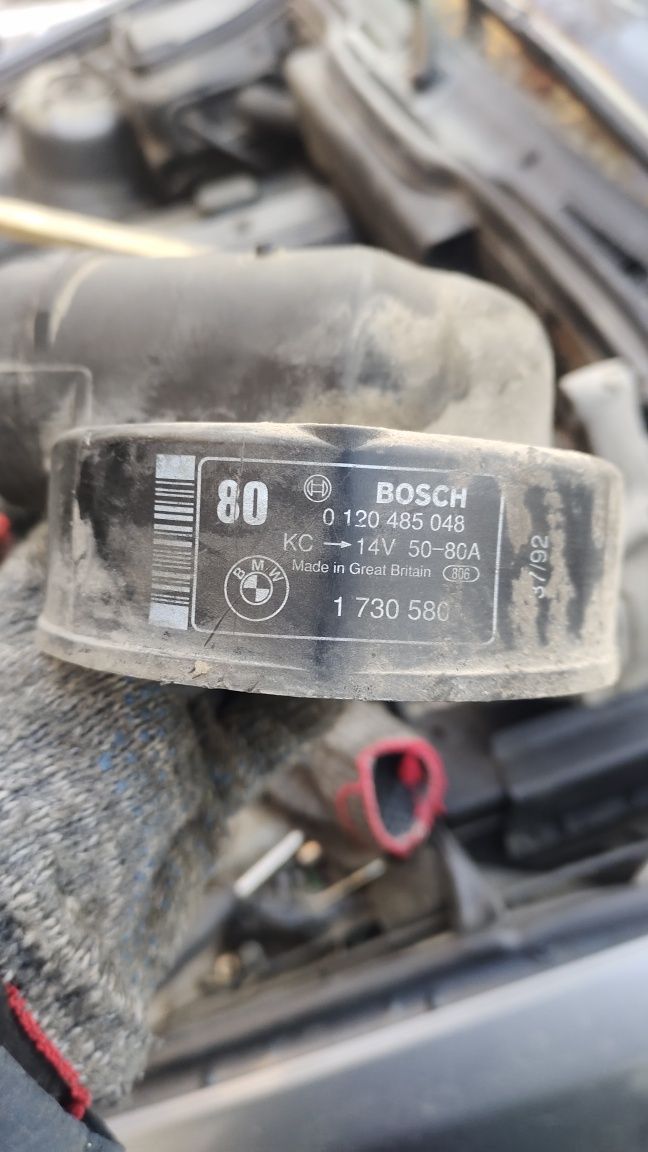 80 BOSCH
0 120 485 048
KC → 14V 50-80A
Made in Great Britain 806
BMW
1 730 580
37/92